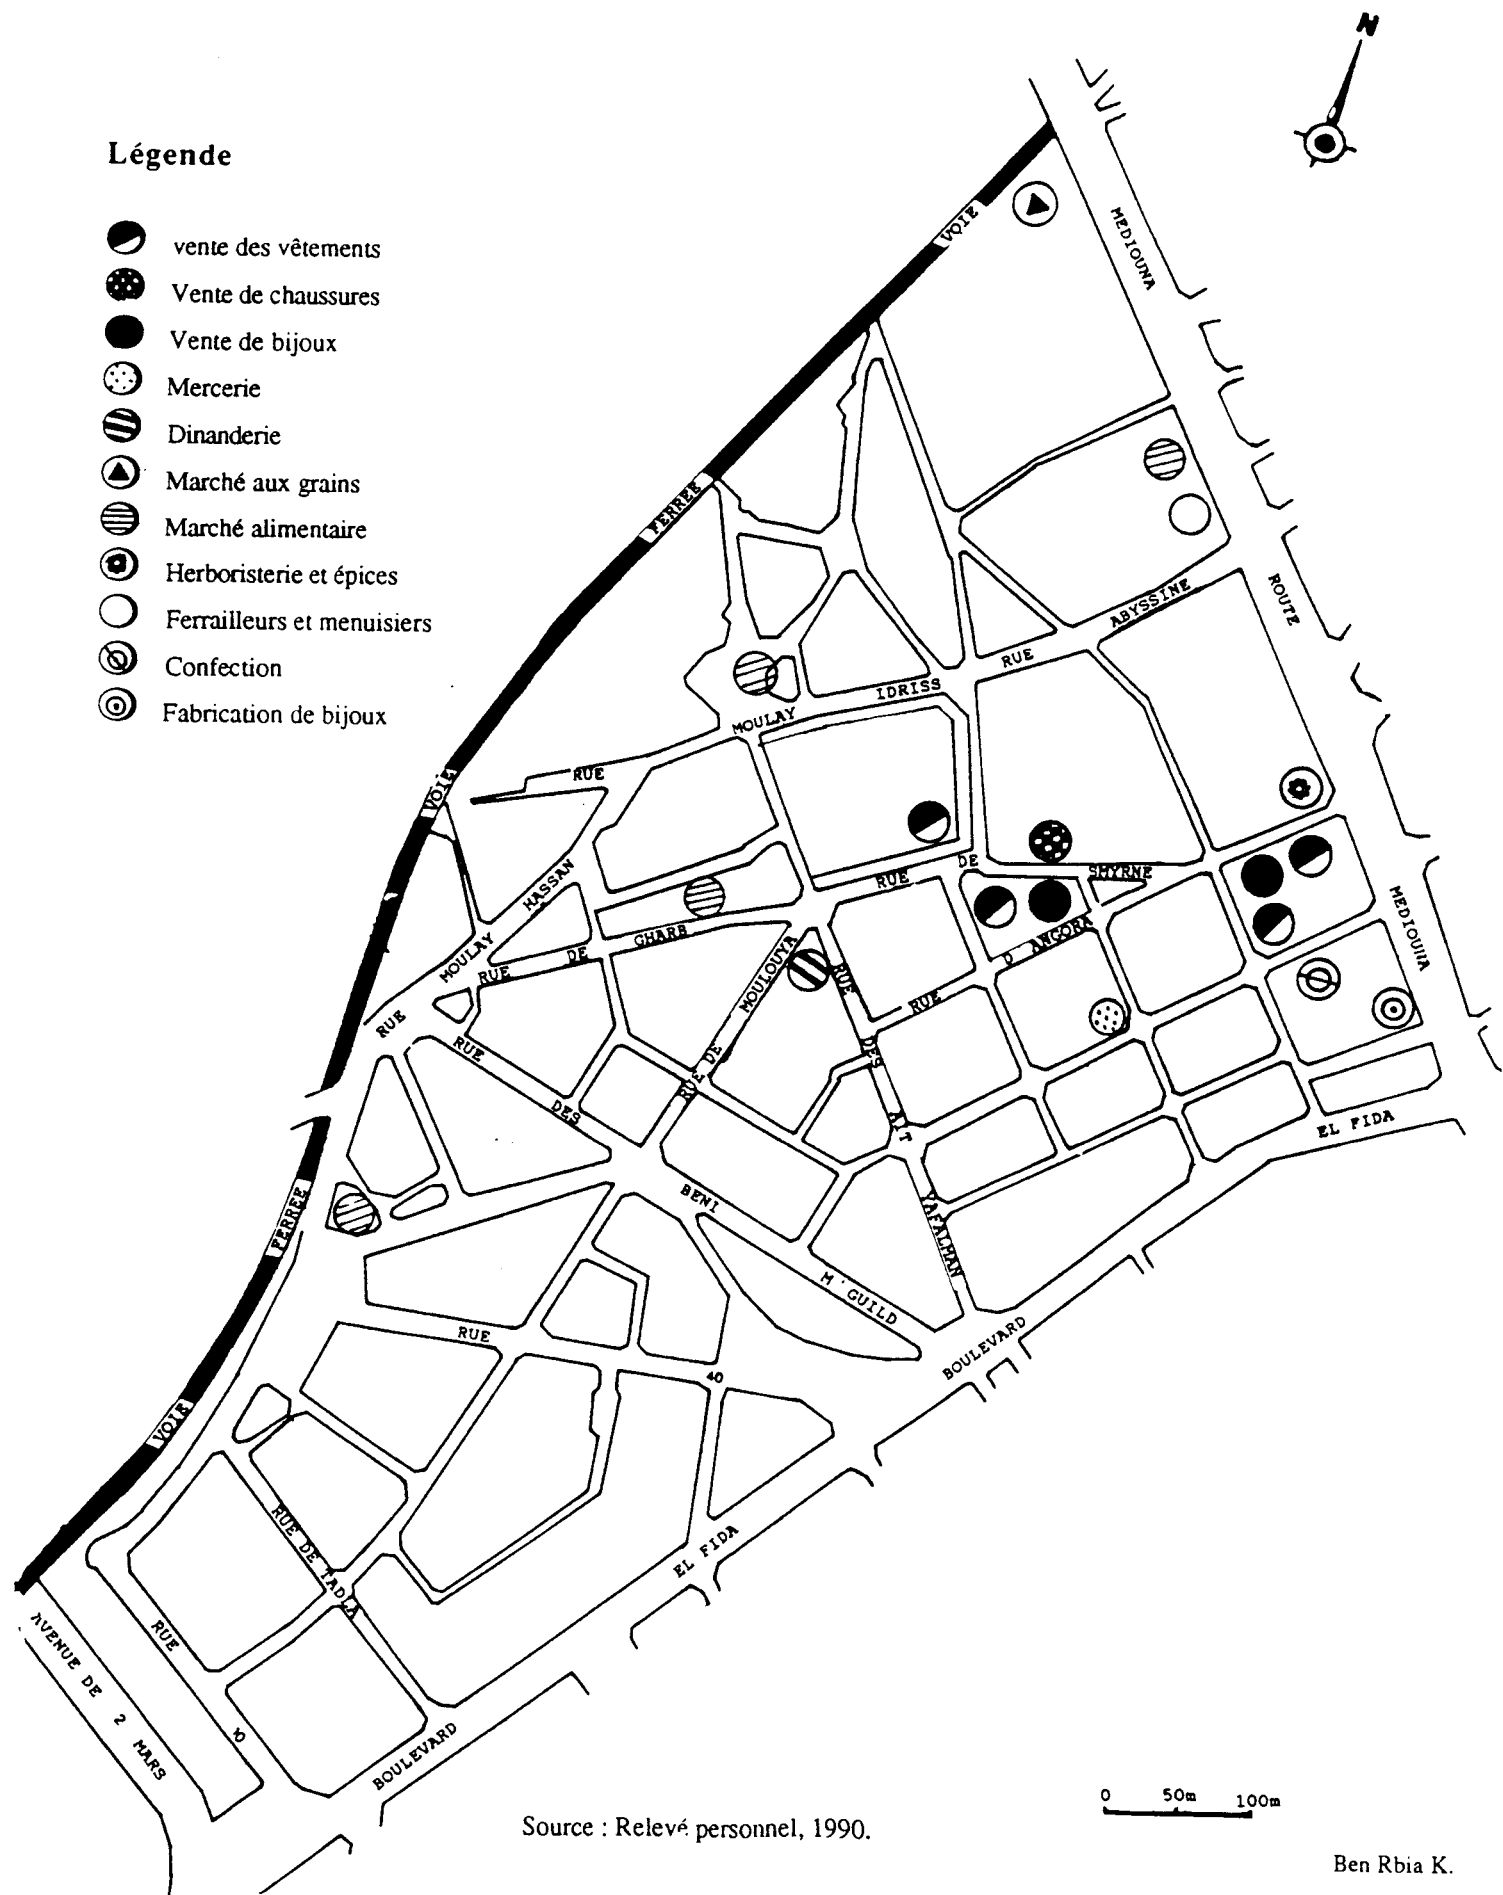 N
Légende
vente des vêtements
Vente de chaussures
Vente de bijoux
Mercerie
Dinanderie
Marché aux grains
Marché alimentaire
Herboristerie et épices
Ferrailleurs et menuisiers
Confection
Fabrication de bijoux
VOIE
MEDIOUNA
FERREE
ROUTE
RUE ABYSSINE
VOIE
RUE MOULAY IDRISS
RUE DE SMYRNE
MEDIOUNA
RUE MOULAY HASSAN
RUE DE GHARB
RUE D'ANGORA
RUE DE MOULOUYA
RUE DES AIT YAFALMAN
RUE DES BENI M'GUILD
EL FIDA
FERREE
RUE 40
BOULEVARD
VOIE
RUE DE TADLA
EL FIDA
AVENUE DE 2 MARS
RUE 10
BOULEVARD
0 50m 100m
Source : Relevé personnel, 1990.
Ben Rbia K.